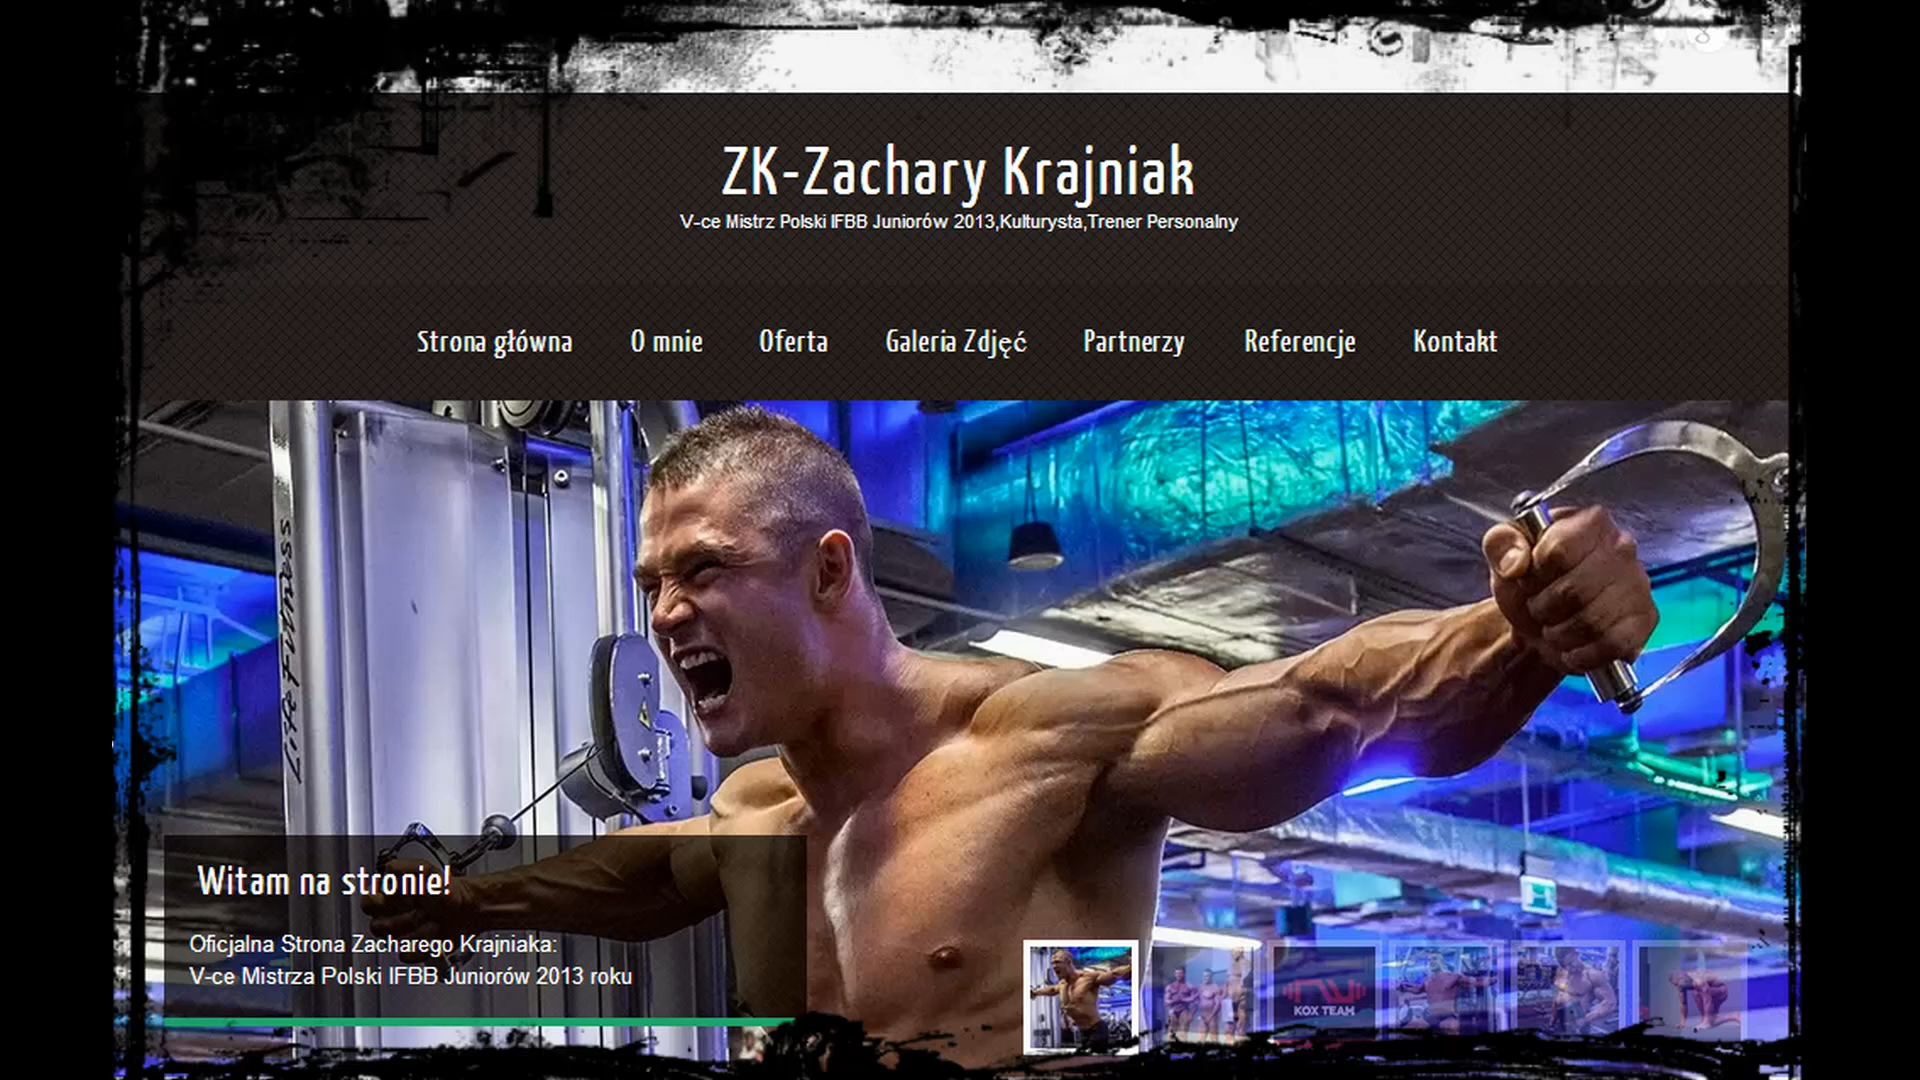 ZK-Zachary Krajniak
V-ce Mistrz Polski IFBB Juniorów 2013,Kulturysta,Trener Personalny
Strona główna O mnie Oferta Galeria Zdjęć Partnerzy Referencje Kontakt
Life Fitness
Witam na stronie!
Oficjalna Strona Zacharego Krajniaka:
V-ce Mistrza Polski IFBB Juniorów 2013 roku
KOX TEAM